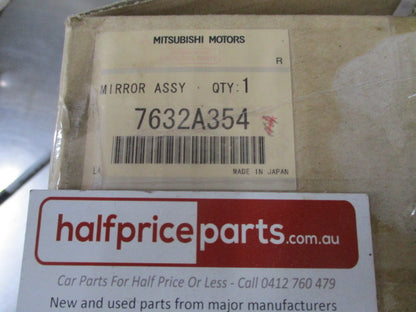 MITSUBISHI MOTORS
R
MIRROR ASSY · QTY:1
7632A354
MADE IN JAPAN
halfpriceparts.com.au
Car Parts For Half Price Or Less - Call 0412 760 479
New and used parts from major manufacturers